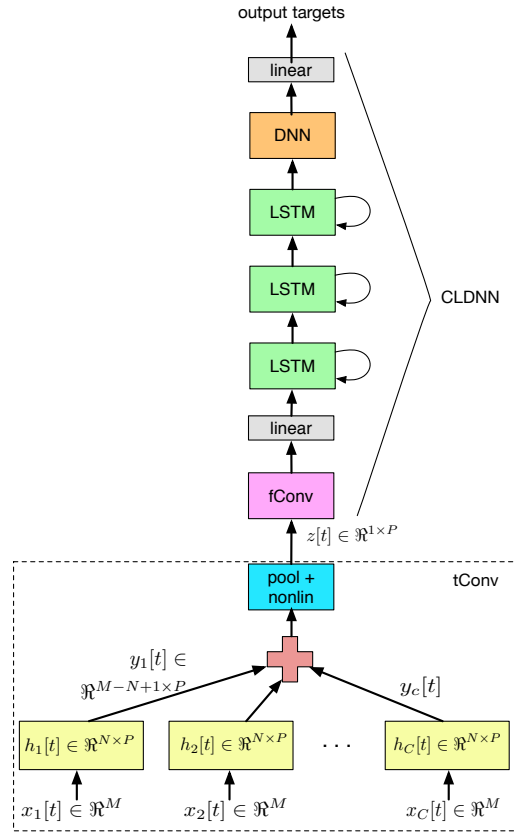 output targets
linear
DNN
LSTM
LSTM
CLDNN
LSTM
linear
fConv
z[t] ∈ ℜ^{1×P}
pool +
nonlin
tConv
y_1[t] ∈
ℜ^{M−N+1×P}
y_c[t]
h_1[t] ∈ ℜ^{N×P}
h_2[t] ∈ ℜ^{N×P}
. . .
h_C[t] ∈ ℜ^{N×P}
x_1[t] ∈ ℜ^M
x_2[t] ∈ ℜ^M
x_C[t] ∈ ℜ^M